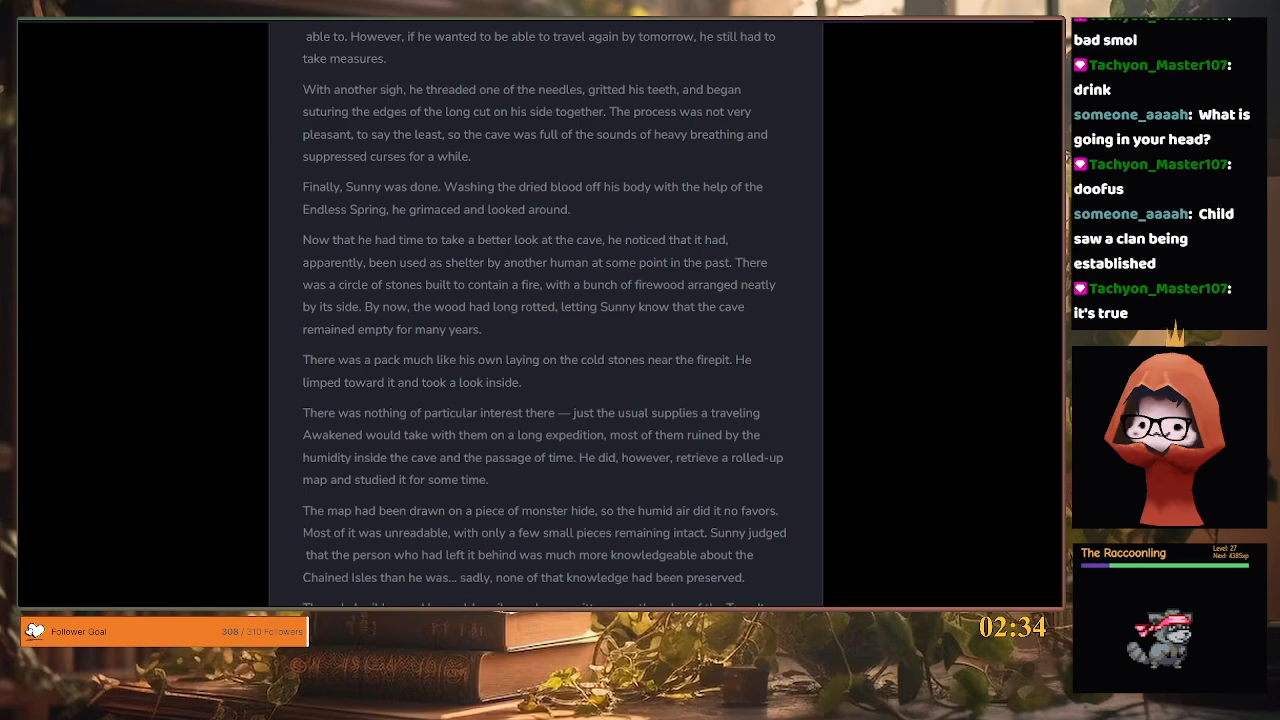 able to. However, if he wanted to be able to travel again by tomorrow, he still had to
take measures.
With another sigh, he threaded one of the needles, gritted his teeth, and began
suturing the edges of the long cut on his side together. The process was not very
pleasant, to say the least, so the cave was full of the sounds of heavy breathing and
suppressed curses for a while.
Finally, Sunny was done. Washing the dried blood off his body with the help of the
Endless Spring, he grimaced and looked around.
Now that he had time to take a better look at the cave, he noticed that it had,
apparently, been used as shelter by another human at some point in the past. There
was a circle of stones built to contain a fire, with a bunch of firewood arranged neatly
by its side. By now, the wood had long rotted, letting Sunny know that the cave
remained empty for many years.
There was a pack much like his own laying on the cold stones near the firepit. He
limped toward it and took a look inside.
There was nothing of particular interest there — just the usual supplies a traveling
Awakened would take with them on a long expedition, most of them ruined by the
humidity inside the cave and the passage of time. He did, however, retrieve a rolled-up
map and studied it for some time.
The map had been drawn on a piece of monster hide, so the humid air did it no favors.
Most of it was unreadable, with only a few small pieces remaining intact. Sunny judged
that the person who had left it behind was much more knowledgeable about the
Chained Isles than he was... sadly, none of that knowledge had been preserved.
bad smol
Tachyon_Master107:
drink
someone_aaaah: What is
going in your head?
Tachyon_Master107:
doofus
someone_aaaah: Child
saw a clan being
established
Tachyon_Master107:
it's true
The Raccoonling
Level: 27
Next: 4385xp
Follower Goal
308 / 310 Followers
02:34